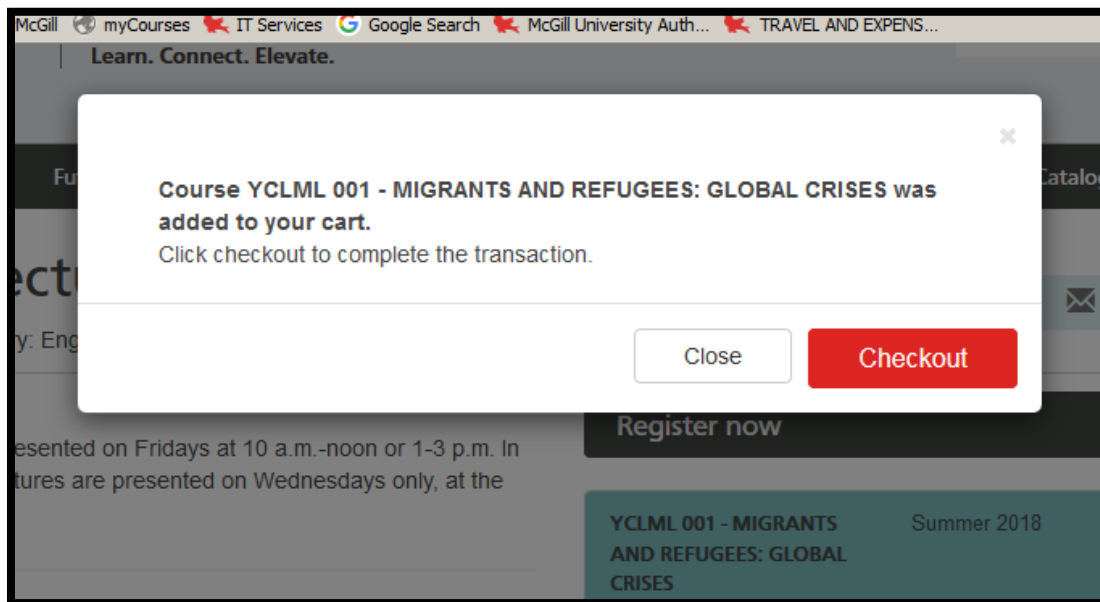 McGill myCourses IT Services Google Search McGill University Auth... TRAVEL AND EXPENS...
Learn. Connect. Elevate.
Course YCLML 001 - MIGRANTS AND REFUGEES: GLOBAL CRISES was
added to your cart.
Click checkout to complete the transaction.
Close Checkout
Register now
esented on Fridays at 10 a.m.-noon or 1-3 p.m. In
tures are presented on Wednesdays only, at the
YCLML 001 - MIGRANTS Summer 2018
AND REFUGEES: GLOBAL
CRISES